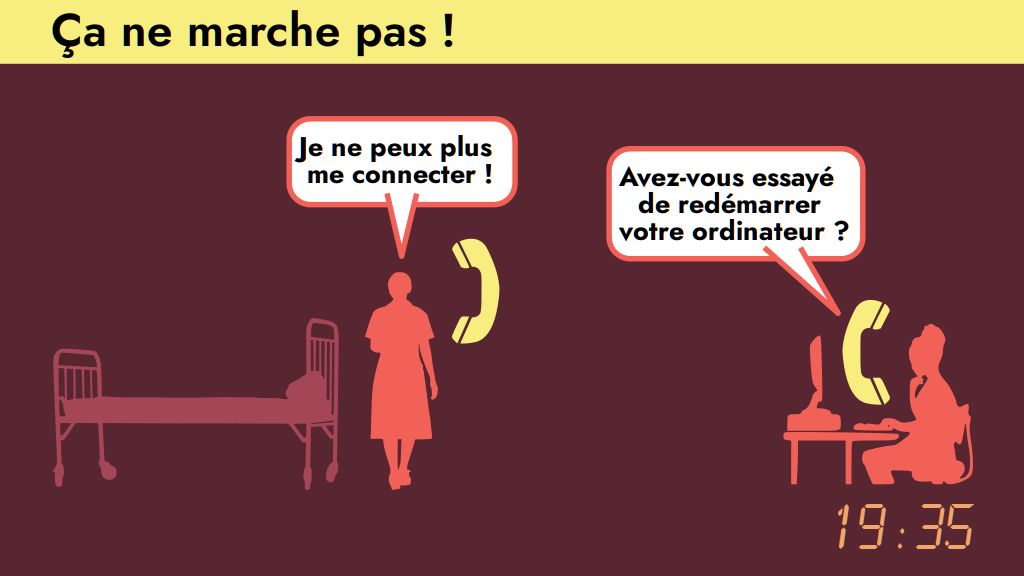 Ça ne marche pas !
Je ne peux plus
me connecter !
Avez-vous essayé
de redémarrer
votre ordinateur ?
19:35